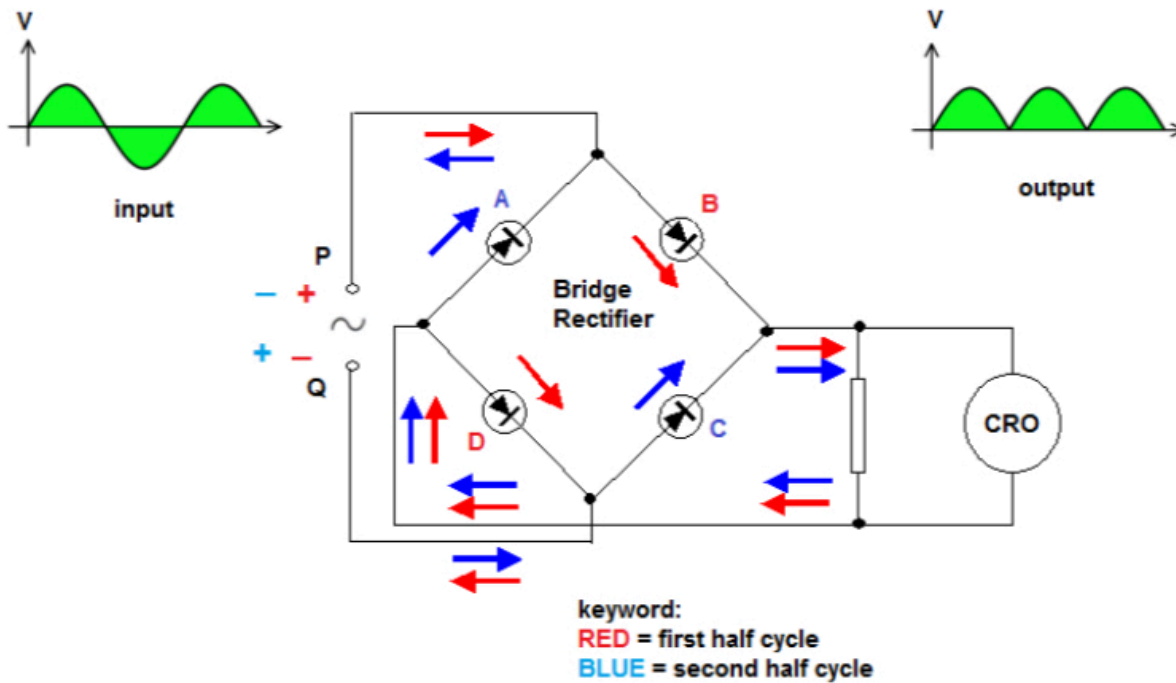 V
input
V
output
A
B
P
− +
Bridge
Rectifier
+ −
Q
D
C
CRO
keyword:
RED = first half cycle
BLUE = second half cycle